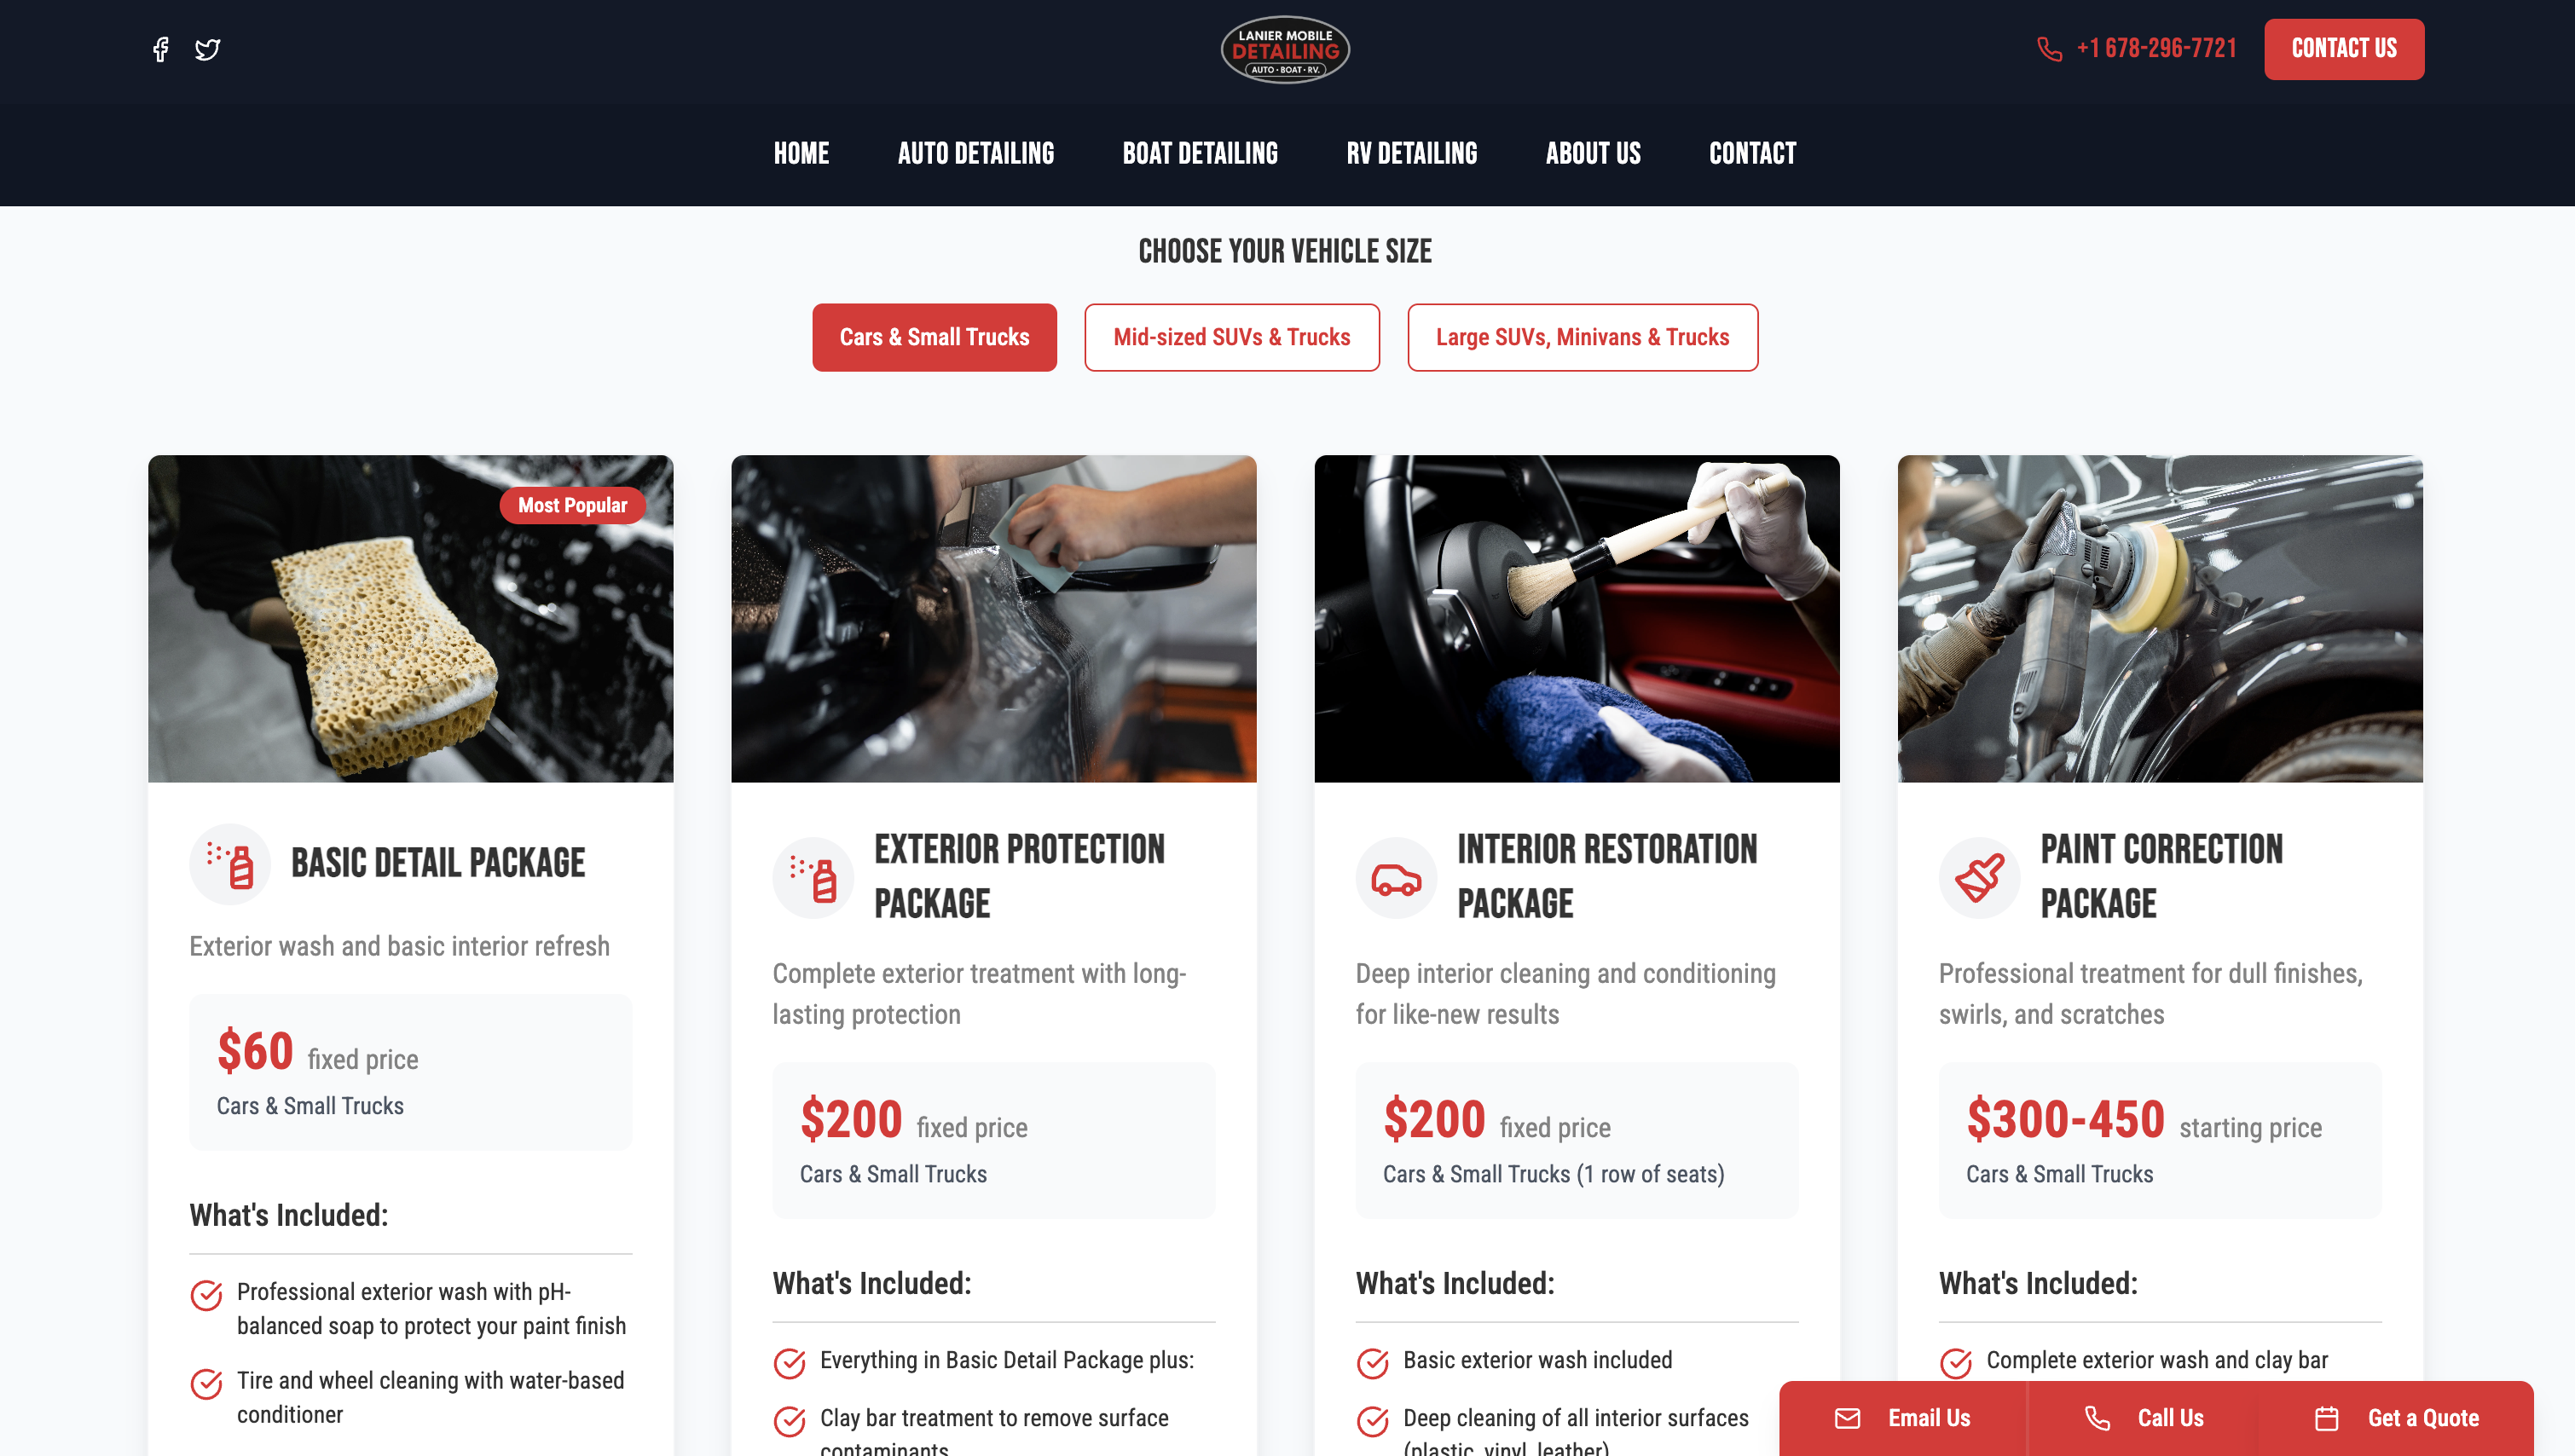 LANIER MOBILE
DETAILING
AUTO · BOAT · RV.
+1 678-296-7721
CONTACT US
HOME
AUTO DETAILING
BOAT DETAILING
RV DETAILING
ABOUT US
CONTACT
CHOOSE YOUR VEHICLE SIZE
Cars & Small Trucks
Mid-sized SUVs & Trucks
Large SUVs, Minivans & Trucks
Most Popular
BASIC DETAIL PACKAGE
Exterior wash and basic interior refresh
$60 fixed price
Cars & Small Trucks
What's Included:
Professional exterior wash with pH-
balanced soap to protect your paint finish
Tire and wheel cleaning with water-based
conditioner
EXTERIOR PROTECTION
PACKAGE
Complete exterior treatment with long-
lasting protection
$200 fixed price
Cars & Small Trucks
What's Included:
Everything in Basic Detail Package plus:
Clay bar treatment to remove surface
contaminants
INTERIOR RESTORATION
PACKAGE
Deep interior cleaning and conditioning
for like-new results
$200 fixed price
Cars & Small Trucks (1 row of seats)
What's Included:
Basic exterior wash included
Deep cleaning of all interior surfaces
(plastic, vinyl, leather)
PAINT CORRECTION
PACKAGE
Professional treatment for dull finishes,
swirls, and scratches
$300-450 starting price
Cars & Small Trucks
What's Included:
Complete exterior wash and clay bar
Email Us
Call Us
Get a Quote